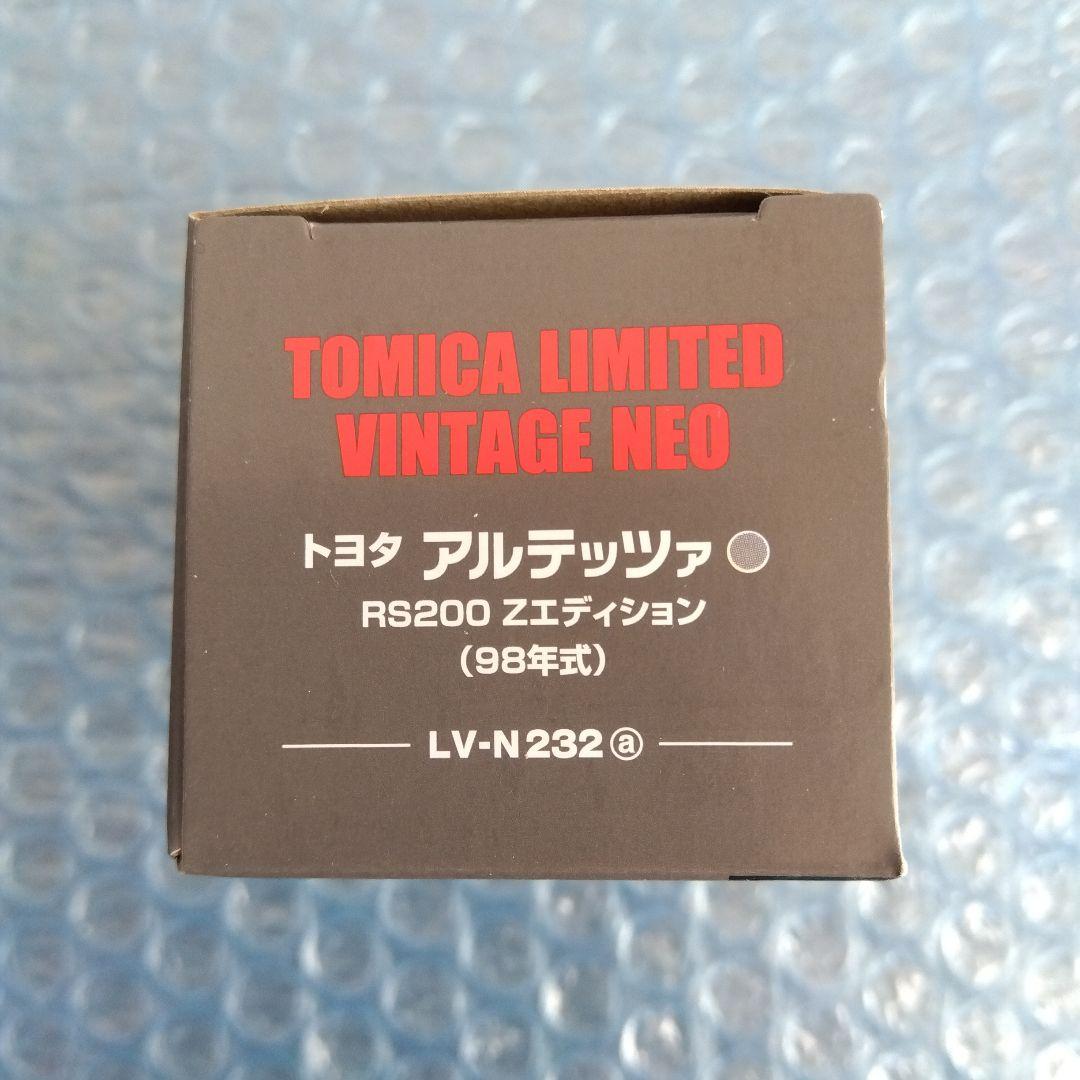 TOMICA LIMITED
VINTAGE NEO
トヨタ アルテッツァ
RS200 Zエディション
(98年式)
LV-N232ⓐ